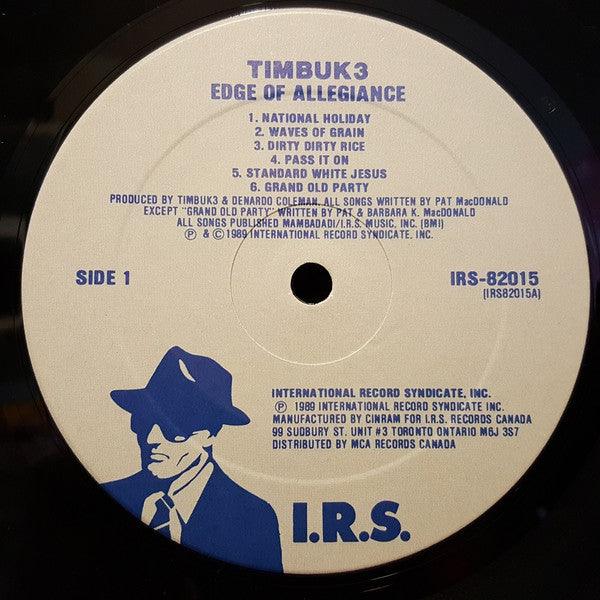 TIMBUK3
EDGE OF ALLEGIANCE
1. NATIONAL HOLIDAY
2. WAVES OF GRAIN
3. DIRTY DIRTY RICE
4. PASS IT ON
5. STANDARD WHITE JESUS
6. GRAND OLD PARTY
PRODUCED BY TIMBUK3 & DENARDO COLEMAN. ALL SONGS WRITTEN BY PAT MacDONALD
EXCEPT "GRAND OLD PARTY" WRITTEN BY PAT & BARBARA K. MacDONALD
ALL SONGS PUBLISHED MAMBADADI/I.R.S. MUSIC, INC. (BMI)
℗ & © 1989 INTERNATIONAL RECORD SYNDICATE, INC.
SIDE 1
IRS-82015
(IRS82015A)
INTERNATIONAL RECORD SYNDICATE, INC.
℗ 1989 INTERNATIONAL RECORD SYNDICATE INC.
MANUFACTURED BY CINRAM FOR I.R.S. RECORDS CANADA
99 SUDBURY ST. UNIT #3 TORONTO ONTARIO M6J 3S7
DISTRIBUTED BY MCA RECORDS CANADA
I.R.S.